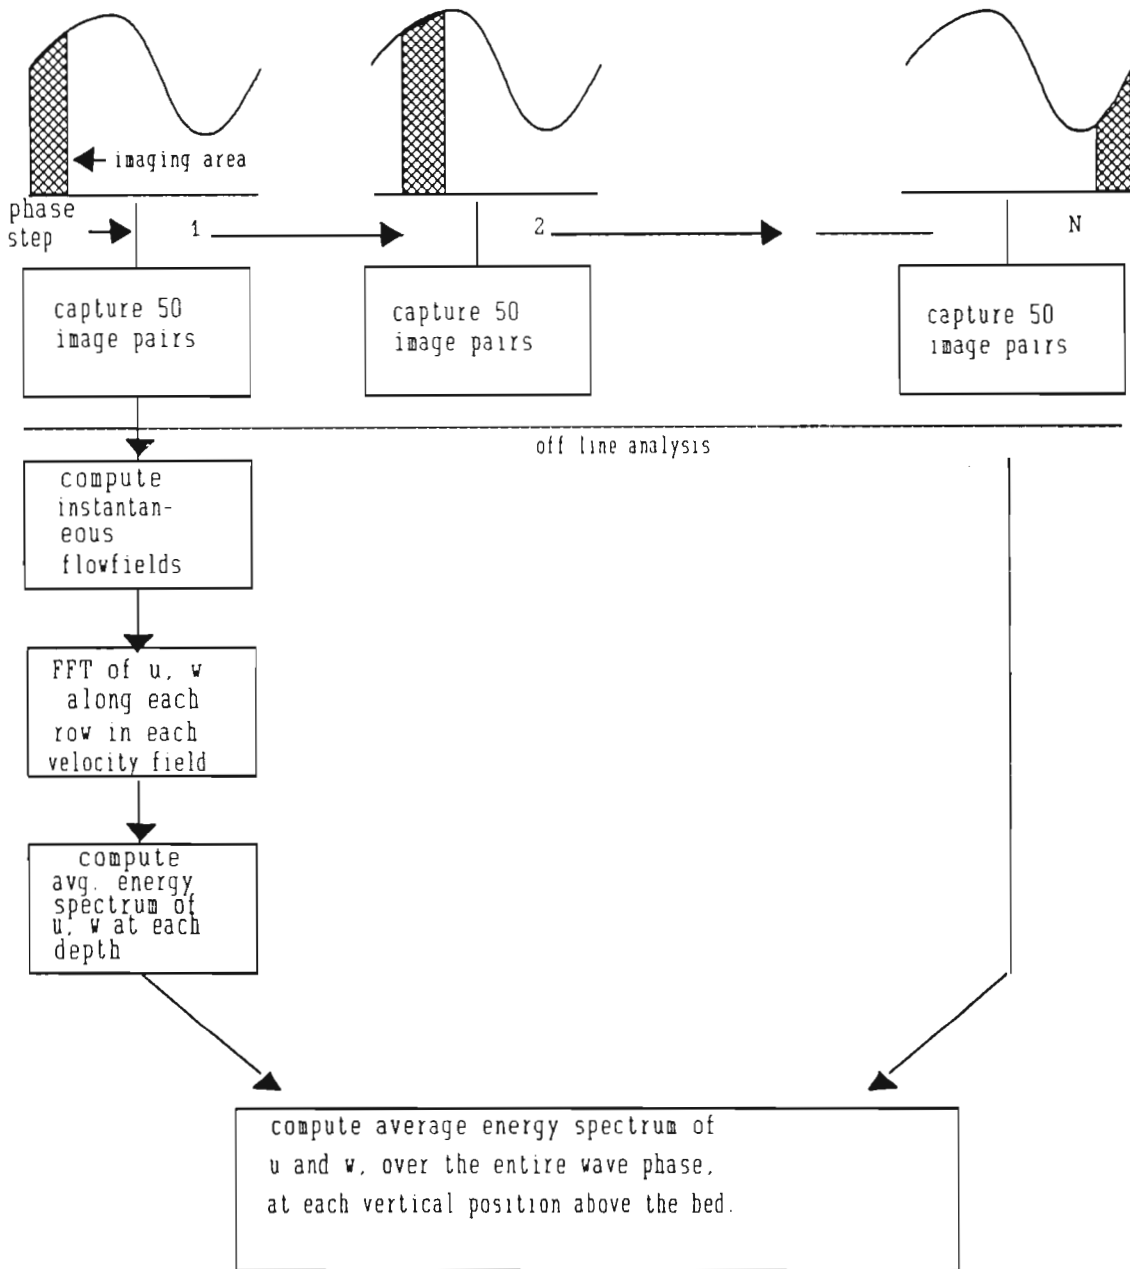 imaging area
phase
step
1
2
N
capture 50
image pairs
capture 50
image pairs
capture 50
image pairs
off line analysis
compute
instantan-
eous
flowfields
FFT of u, w
along each
row in each
velocity field
compute
avg. energy
spectrum of
u, w at each
depth
compute average energy spectrum of
u and w, over the entire wave phase,
at each vertical position above the bed.